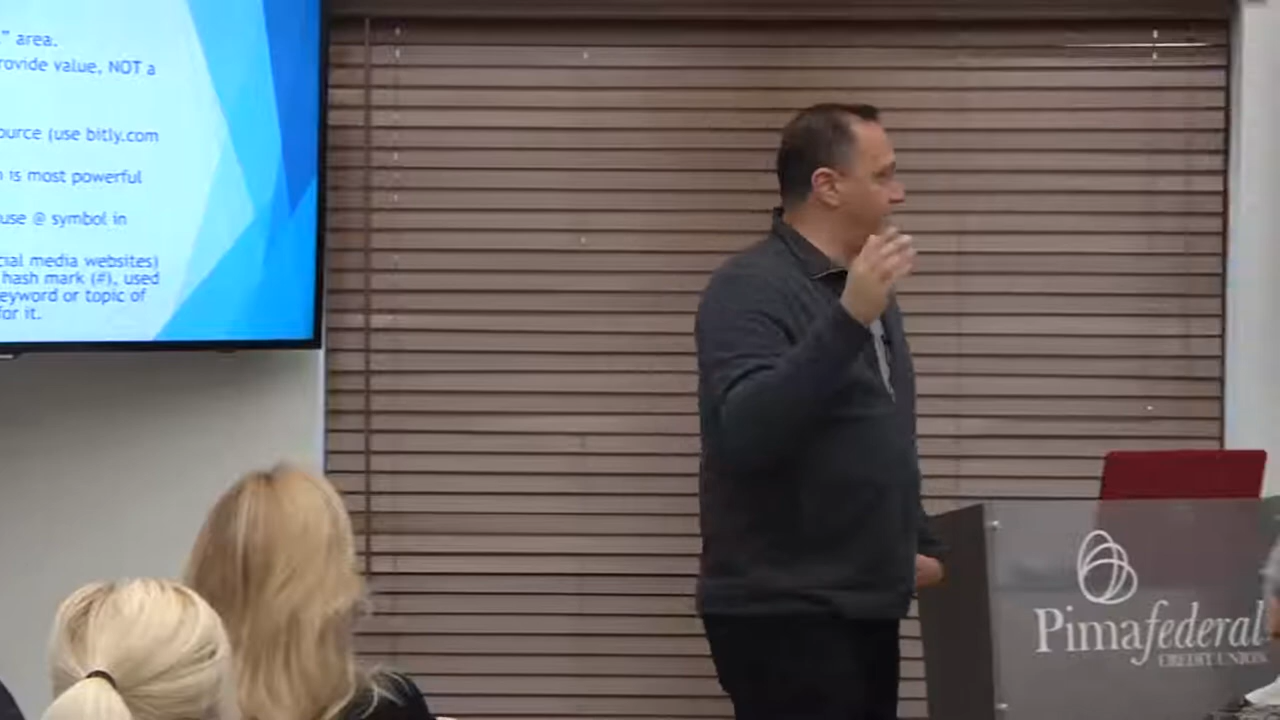 ” area.
rovide value, NOT a
ource (use bitly.com
is most powerful
use @ symbol in
cial media websites)
hash mark (#), used
eyword or topic of
for it.
Pimafederal
CREDIT UNION